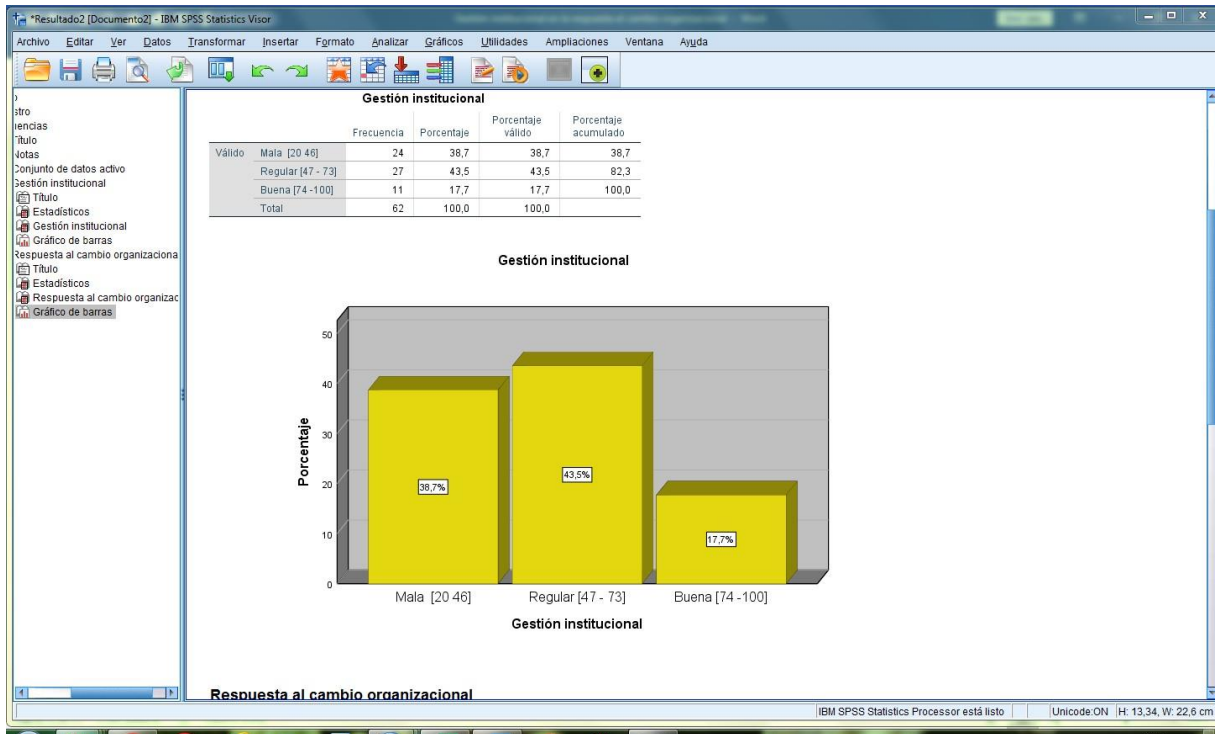 *Resultado2 [Documento2] - IBM SPSS Statistics Visor
Archivo Editar Ver Datos Transformar Insertar Formato Analizar Gráficos Utilidades Ampliaciones Ventana Ayuda
Título
Notas
Conjunto de datos activo
Gestión institucional
Título
Estadísticos
Gestión institucional
Gráfico de barras
Respuesta al cambio organizaciona
Título
Estadísticos
Respuesta al cambio organizac
Gráfico de barras
Gestión institucional
Frecuencia Porcentaje Porcentaje válido Porcentaje acumulado
Válido Mala [20 46] 24 38,7 38,7 38,7
Regular [47 - 73] 27 43,5 43,5 82,3
Buena [74 -100] 11 17,7 17,7 100,0
Total 62 100,0 100,0
Gestión institucional
Porcentaje
50
40
30
20
10
0
38,7%
43,5%
17,7%
Mala [20 46] Regular [47 - 73] Buena [74 -100]
Gestión institucional
Respuesta al cambio organizacional
IBM SPSS Statistics Processor está listo Unicode:ON H: 13,34, W: 22,6 cm